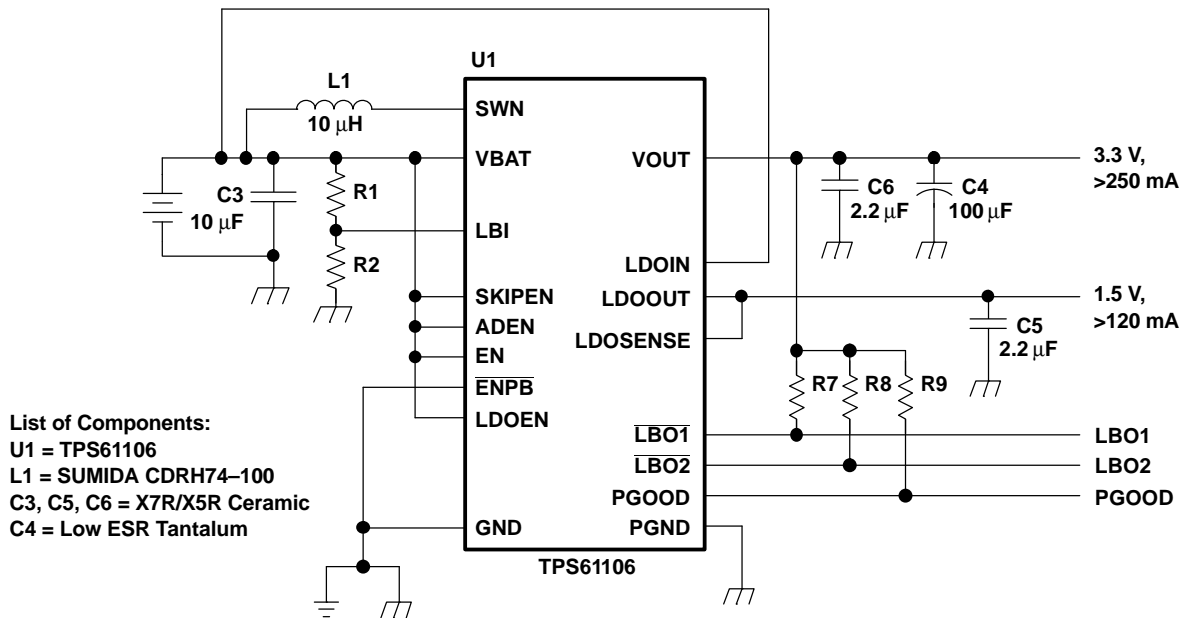 U1
L1
10 μH
SWN
VBAT
VOUT
3.3 V,
>250 mA
C3
10 μF
R1
C6
2.2 μF
C4
100 μF
LBI
R2
LDOIN
SKIPEN
LDOOUT
1.5 V,
>120 mA
ADEN
LDOSENSE
C5
2.2 μF
EN
ENPB
R7
R8
R9
LDOEN
List of Components:
U1 = TPS61106
L1 = SUMIDA CDRH74–100
C3, C5, C6 = X7R/X5R Ceramic
C4 = Low ESR Tantalum
LBO1
LBO1
LBO2
LBO2
PGOOD
PGOOD
GND
PGND
TPS61106